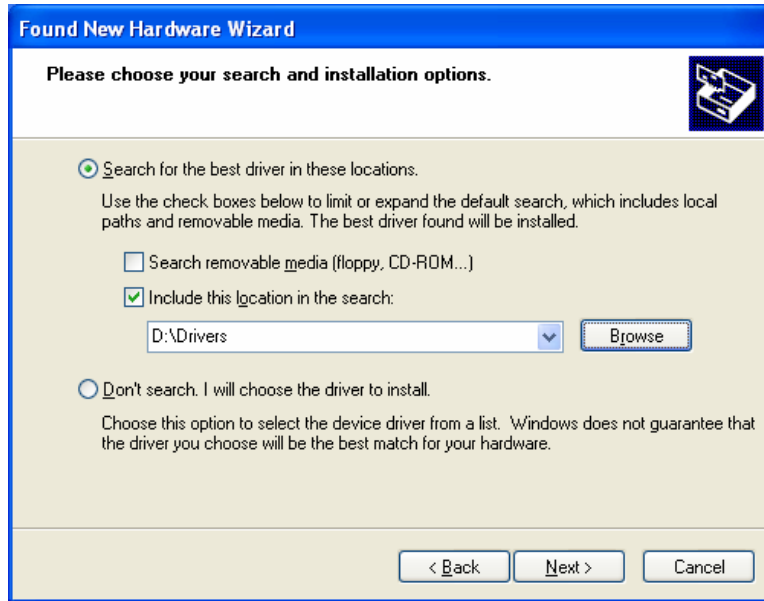 Found New Hardware Wizard
Please choose your search and installation options.
Search for the best driver in these locations.
Use the check boxes below to limit or expand the default search, which includes local
paths and removable media. The best driver found will be installed.
Search removable media (floppy, CD-ROM...)
Include this location in the search:
D:\Drivers
Browse
Don't search. I will choose the driver to install.
Choose this option to select the device driver from a list.  Windows does not guarantee that
the driver you choose will be the best match for your hardware.
< Back
Next >
Cancel